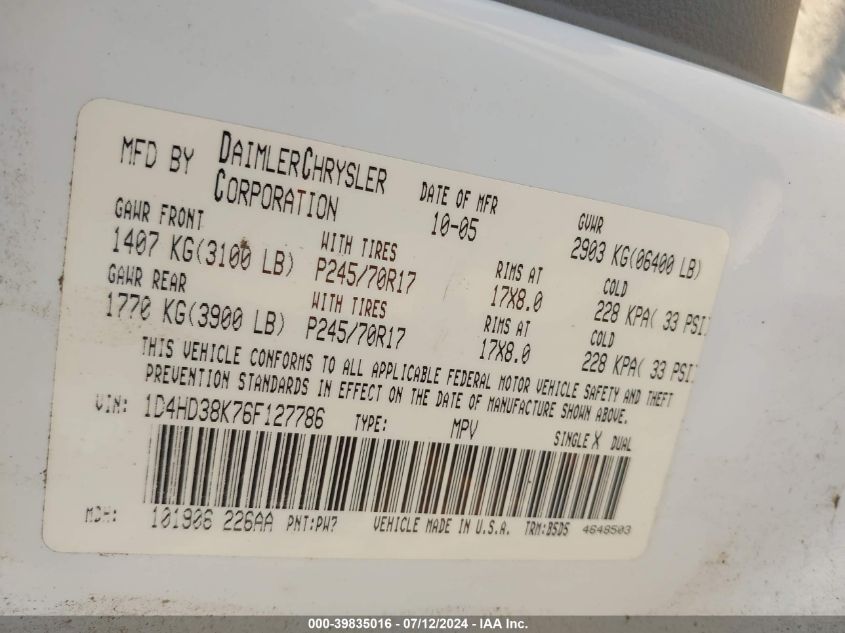 MFD BY DAIMLERCHRYSLER CORPORATION
DATE OF MFR 10-05
GVWR 2903 KG(06400 LB)
GAWR FRONT
1407 KG(3100 LB) WITH TIRES P245/70R17 RIMS AT 17X8.0 COLD 228 KPA( 33 PSI)
GAWR REAR
1770 KG(3900 LB) WITH TIRES P245/70R17 RIMS AT 17X8.0 COLD 228 KPA( 33 PSI)
THIS VEHICLE CONFORMS TO ALL APPLICABLE FEDERAL MOTOR VEHICLE SAFETY AND THEFT
PREVENTION STANDARDS IN EFFECT ON THE DATE OF MANUFACTURE SHOWN ABOVE.
VIN: 1D4HD38K76F127786 TYPE: MPV SINGLE X DUAL
MDH: 101906 226AA PNT:PW7 VEHICLE MADE IN U.S.A. TRM:B5D5 4648503
000-39835016 - 07/12/2024 - IAA Inc.